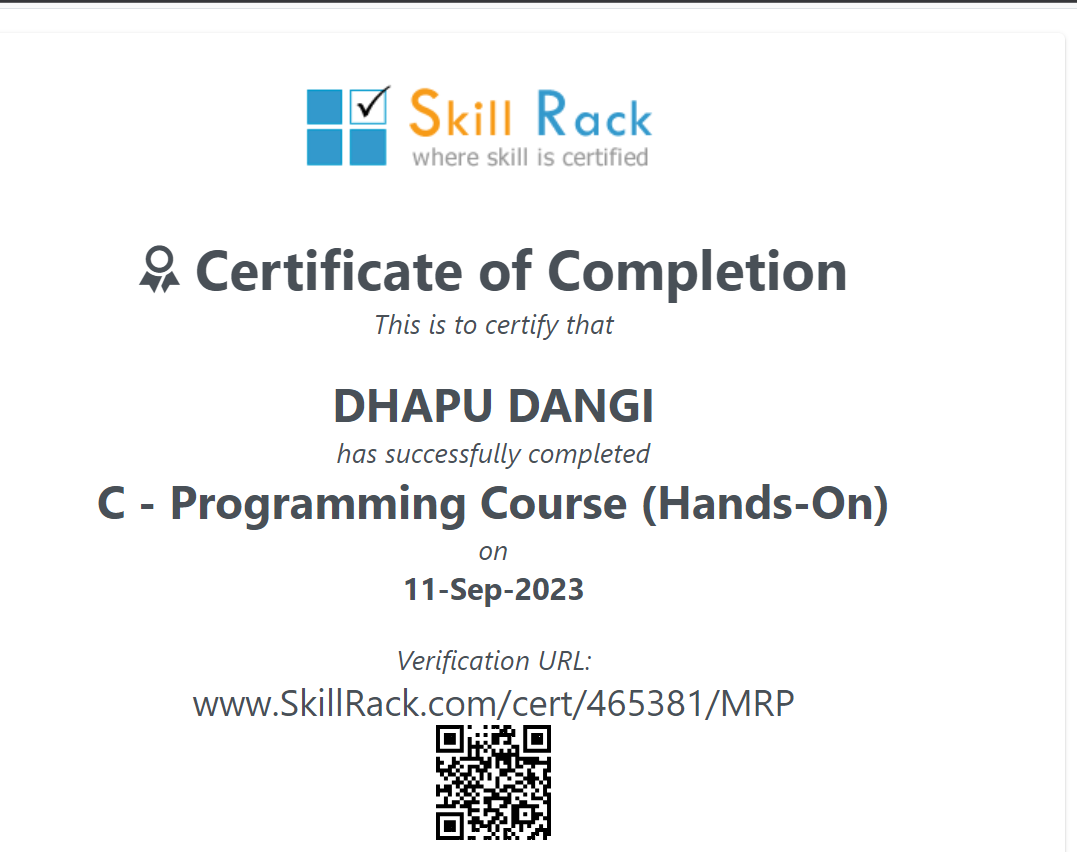 Skill Rack
where skill is certified
Certificate of Completion
This is to certify that
DHAPU DANGI
has successfully completed
C - Programming Course (Hands-On)
on
11-Sep-2023
Verification URL:
www.SkillRack.com/cert/465381/MRP